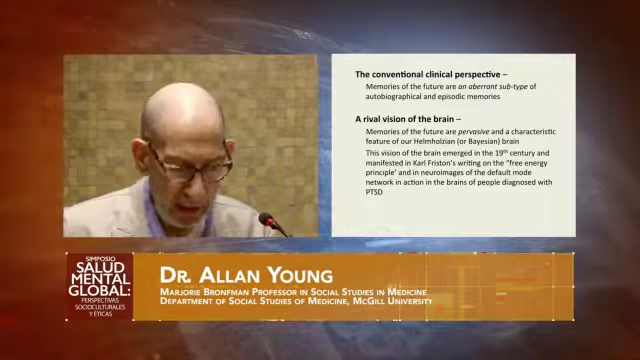 The conventional clinical perspective –
Memories of the future are an aberrant sub-type of
autobiographical and episodic memories
A rival vision of the brain –
Memories of the future are pervasive and a characteristic
feature of our Helmholzian (or Bayesian) brain
This vision of the brain emerged in the 19th century and
manifested in Karl Friston's writing on the "free energy
principle' and in neuroimages of the default mode
network in action in the brains of people diagnosed with
PTSD
SIMPOSIO
SALUD
MENTAL
GLOBAL:
PERSPECTIVAS
SOCIOCULTURALES
Y ÉTICAS
DR. ALLAN YOUNG
MARJORIE BRONFMAN PROFESSOR IN SOCIAL STUDIES IN MEDICINE
DEPARTMENT OF SOCIAL STUDIES OF MEDICINE, MCGILL UNIVERSITY